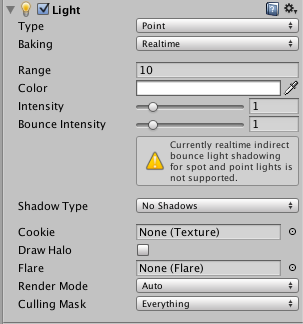 Light
Type Point
Baking Realtime
Range 10
Color
Intensity 1
Bounce Intensity 1
Currently realtime indirect
bounce light shadowing
for spot and point lights is
not supported.
Shadow Type No Shadows
Cookie None (Texture)
Draw Halo
Flare None (Flare)
Render Mode Auto
Culling Mask Everything